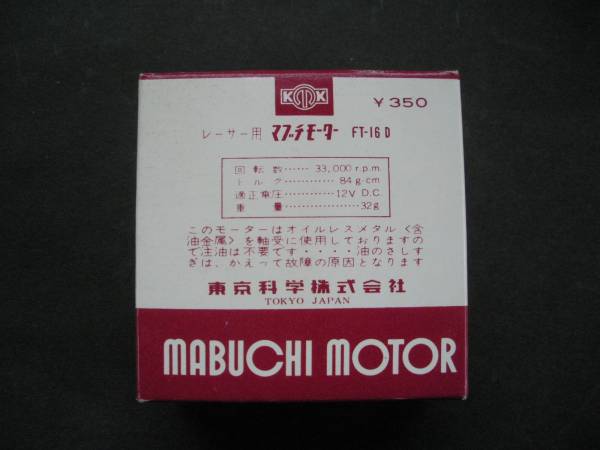 KMK
¥350
レーサー用 マブチモーター FT-16D
回転数……33,000 r.p.m.
トルク…………84g-cm
適正電圧…………12V D.C.
重量………………32g
このモーターはオイルレスメタル<含
油金属>を軸受に使用しておりますの
で注油は不要です・・・・油のさしす
ぎは、かえって故障の原因となります
東京科学株式会社
TOKYO JAPAN
MABUCHI MOTOR